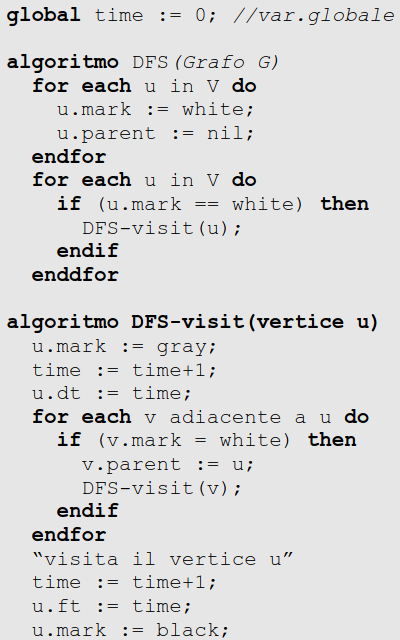 global time := 0; //var.globale
algoritmo DFS(Grafo G)
for each u in V do
u.mark := white;
u.parent := nil;
endfor
for each u in V do
if (u.mark == white) then
DFS-visit(u);
endif
enddfor
algoritmo DFS-visit(vertice u)
u.mark := gray;
time := time+1;
u.dt := time;
for each v adiacente a u do
if (v.mark = white) then
v.parent := u;
DFS-visit(v);
endif
endfor
“visita il vertice u”
time := time+1;
u.ft := time;
u.mark := black;